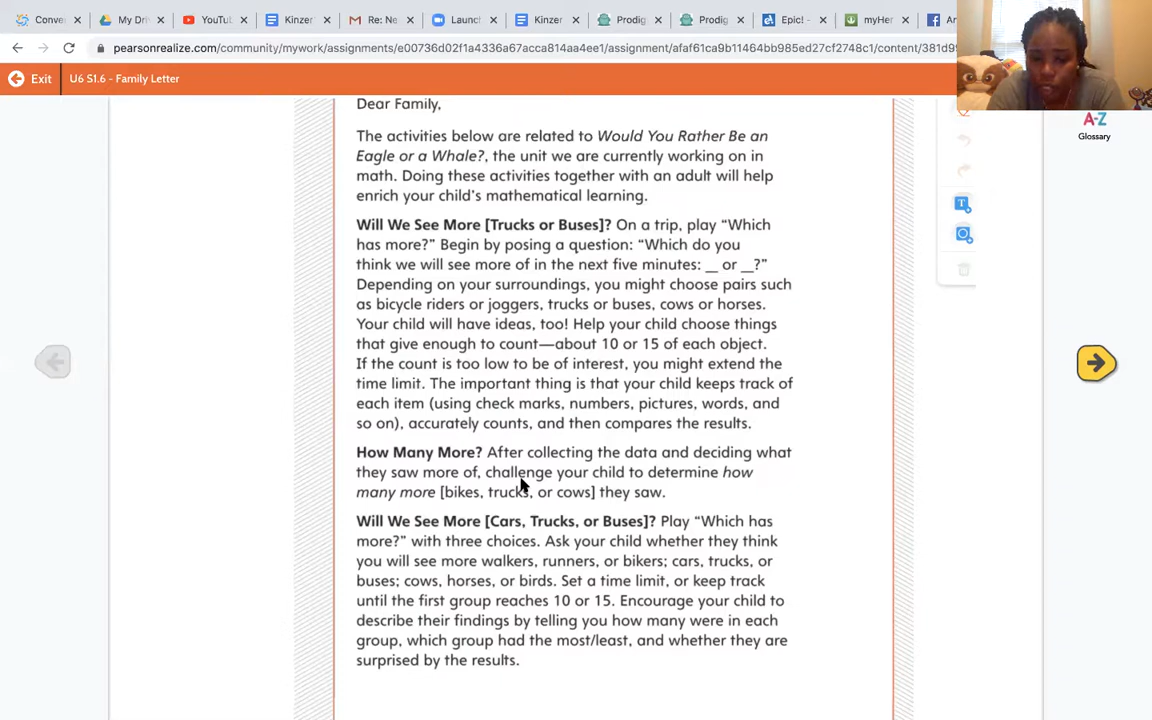 Conver
My Dri
YouTu
Kinzer
Re: Ne
Launc
Kinzer
Prodig
Prodig
Epic! -
myHer
An
pearsonrealize.com/community/mywork/assignments/e00736d02f1a4336a67acca814aa4ee1/assignment/afaf61ca9b11464bb985ed27cf2748c1/content/381d9
Exit
U6 S1.6 - Family Letter
A-Z
Glossary
Dear Family,
The activities below are related to Would You Rather Be an
Eagle or a Whale?, the unit we are currently working on in
math. Doing these activities together with an adult will help
enrich your child's mathematical learning.
Will We See More [Trucks or Buses]? On a trip, play “Which
has more?” Begin by posing a question: “Which do you
think we will see more of in the next five minutes: __ or __?”
Depending on your surroundings, you might choose pairs such
as bicycle riders or joggers, trucks or buses, cows or horses.
Your child will have ideas, too! Help your child choose things
that give enough to count—about 10 or 15 of each object.
If the count is too low to be of interest, you might extend the
time limit. The important thing is that your child keeps track of
each item (using check marks, numbers, pictures, words, and
so on), accurately counts, and then compares the results.
How Many More? After collecting the data and deciding what
they saw more of, challenge your child to determine how
many more [bikes, trucks, or cows] they saw.
Will We See More [Cars, Trucks, or Buses]? Play “Which has
more?” with three choices. Ask your child whether they think
you will see more walkers, runners, or bikers; cars, trucks, or
buses; cows, horses, or birds. Set a time limit, or keep track
until the first group reaches 10 or 15. Encourage your child to
describe their findings by telling you how many were in each
group, which group had the most/least, and whether they are
surprised by the results.